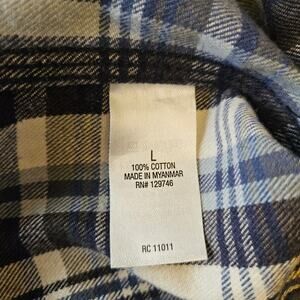 L
100% COTTON
MADE IN MYANMAR
RN# 129746
RC 11011